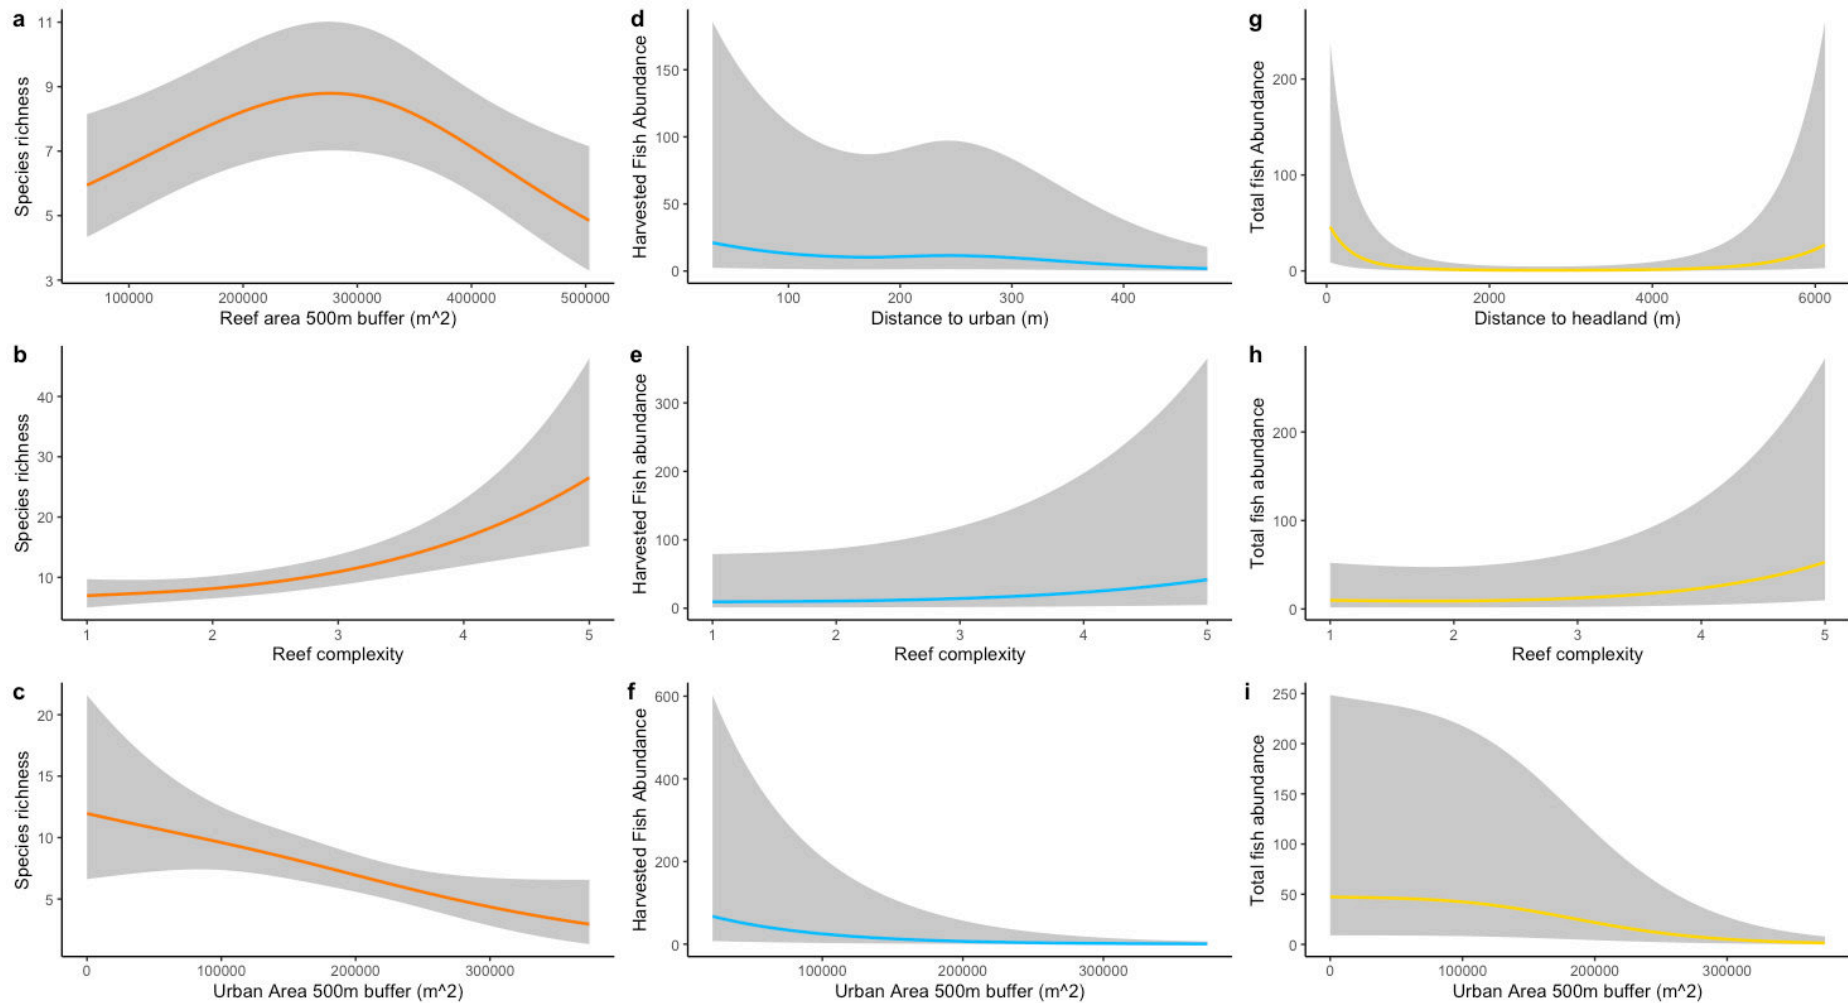 a
Species richness
11
9
7
5
3
100000 200000 300000 400000 500000
Reef area 500m buffer (m^2)
d
Harvested Fish Abundance
150
100
50
0
100 200 300 400
Distance to urban (m)
g
Total fish Abundance
200
100
0
0 2000 4000 6000
Distance to headland (m)
b
Species richness
40
30
20
10
1 2 3 4 5
Reef complexity
e
Harvested Fish abundance
300
200
100
0
1 2 3 4 5
Reef complexity
h
Total fish abundance
200
100
0
1 2 3 4 5
Reef complexity
c
Species richness
20
15
10
5
0 100000 200000 300000
Urban Area 500m buffer (m^2)
f
Harvested Fish Abundance
600
400
200
0
100000 200000 300000
Urban Area 500m buffer (m^2)
i
Total fish abundance
250
200
150
100
50
0
0 100000 200000 300000
Urban Area 500m buffer (m^2)